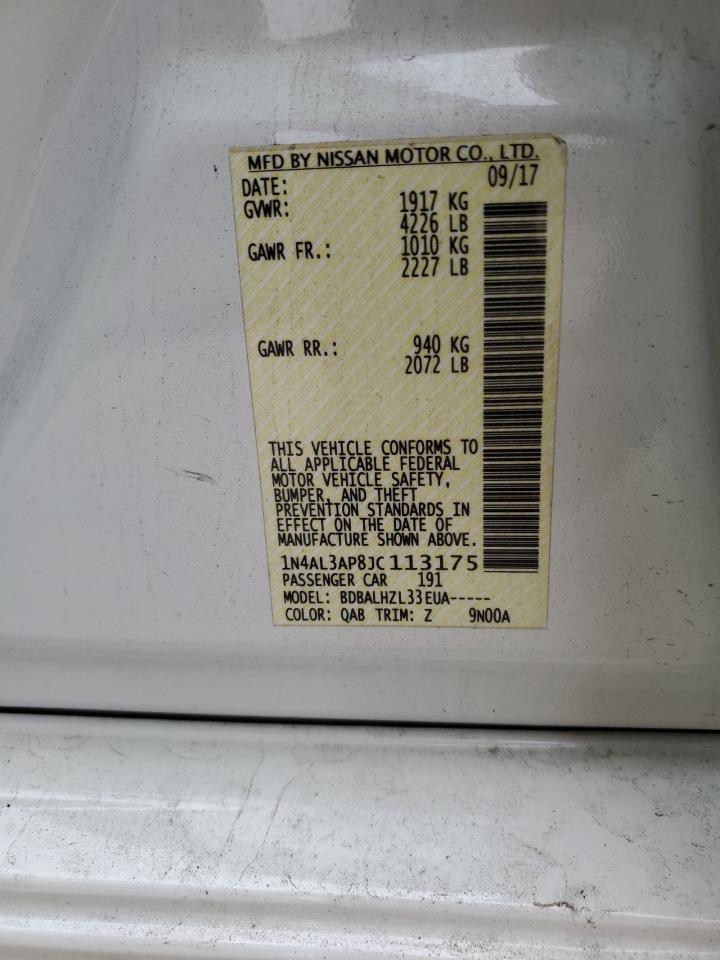 MFD BY NISSAN MOTOR CO., LTD.
DATE: 09/17
GVWR: 1917 KG
4226 LB
GAWR FR.: 1010 KG
2227 LB
GAWR RR.: 940 KG
2072 LB
THIS VEHICLE CONFORMS TO
ALL APPLICABLE FEDERAL
MOTOR VEHICLE SAFETY,
BUMPER, AND THEFT
PREVENTION STANDARDS IN
EFFECT ON THE DATE OF
MANUFACTURE SHOWN ABOVE.
1N4AL3AP8JC113175
PASSENGER CAR 191
MODEL: BDBALHZL33EUA-----
COLOR: QAB TRIM: Z 9N00A